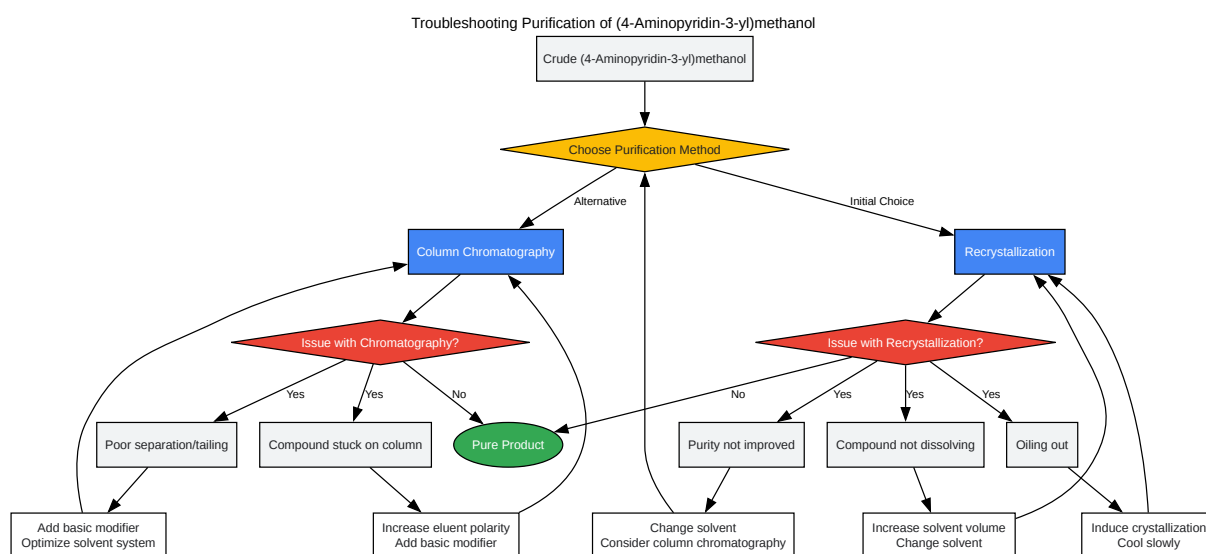 Troubleshooting Purification of (4-Aminopyridin-3-yl)methanol
Crude (4-Aminopyridin-3-yl)methanol
Choose Purification Method
Alternative
Initial Choice
Column Chromatography
Recrystallization
Issue with Chromatography?
Issue with Recrystallization?
Yes
Yes
No
No
Yes
Yes
Yes
Poor separation/tailing
Compound stuck on column
Pure Product
Purity not improved
Compound not dissolving
Oiling out
Add basic modifier
Optimize solvent system
Increase eluent polarity
Add basic modifier
Change solvent
Consider column chromatography
Increase solvent volume
Change solvent
Induce crystallization
Cool slowly